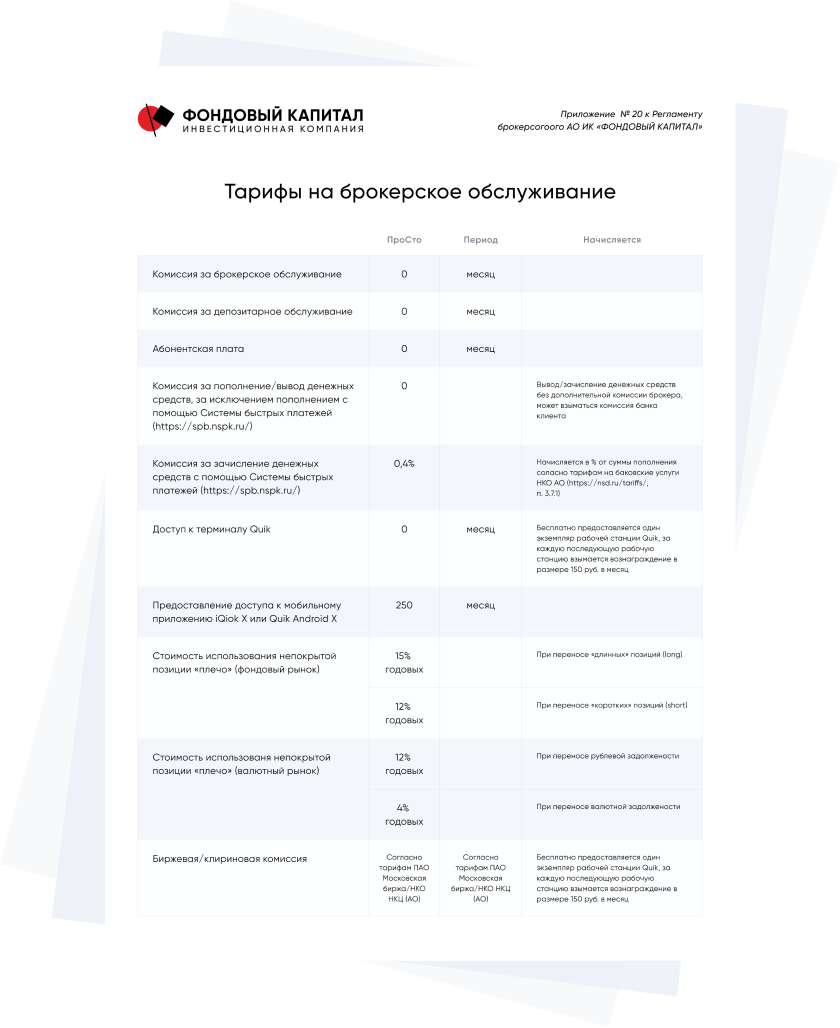 ФОНДОВЫЙ КАПИТАЛ
ИНВЕСТИЦИОННАЯ КОМПАНИЯ
Приложение № 20 к Регламенту
брокерсогоого АО ИК «ФОНДОВЫЙ КАПИТАЛ»
Тарифы на брокерское обслуживание
ПроСто Период Начисляется
Комиссия за брокерское обслуживание 0 месяц
Комиссия за депозитарное обслуживание 0 месяц
Абонентская плата 0 месяц
Комиссия за пополнение/вывод денежных
средств, за исключением пополнением с
помощью Системы быстрых платежей
(https://spb.nspk.ru/)
0
Вывод/зачисление денежных средств
без дополнительной комиссии брокера,
может взыматься комиссия банка
клиента
Комиссия за зачисление денежных
средств с помощью Системы быстрых
платежей (https://spb.nspk.ru/)
0,4%
Начисляется в % от суммы пополнения
соласно тарифам на баковские услуги
НКО АО (https://nsd.ru/tariffs/,
п. 3.7.1)
Доступ к терминалу Quik 0 месяц
Бесплатно предоставляется один
экземпляр рабочей станции Quik, за
каждую последующую рабочую
станцию взымается вознаграждение в
размере 150 руб. в месяц
Предоставление доступа к мобильному
приложению iQiok X или Quik Android X
250 месяц
Стоимость использования непокрытой
позиции «плечо» (фондовый рынок)
15%
годовых
При переносе «длинных» позиций (long)
12%
годовых
При переносе «коротких» позиций (short)
Стоимость использованя непокрытой
позиции «плечо» (валютный рынок)
12%
годовых
При переносе рублевой задолжености
4%
годовых
При переносе валютной задолжености
Биржевая/клириновая комиссия
Согласно
тарифам ПАО
Московская
биржа/НКО
НКЦ (АО)
Согласно
тарифам ПАО
Московская
биржа/НКО НКЦ
(АО)
Бесплатно предоставляется один
экземпляр рабочей станции Quik, за
каждую последующую рабочую
станцию взымается вознаграждение в
размере 150 руб. в месяц